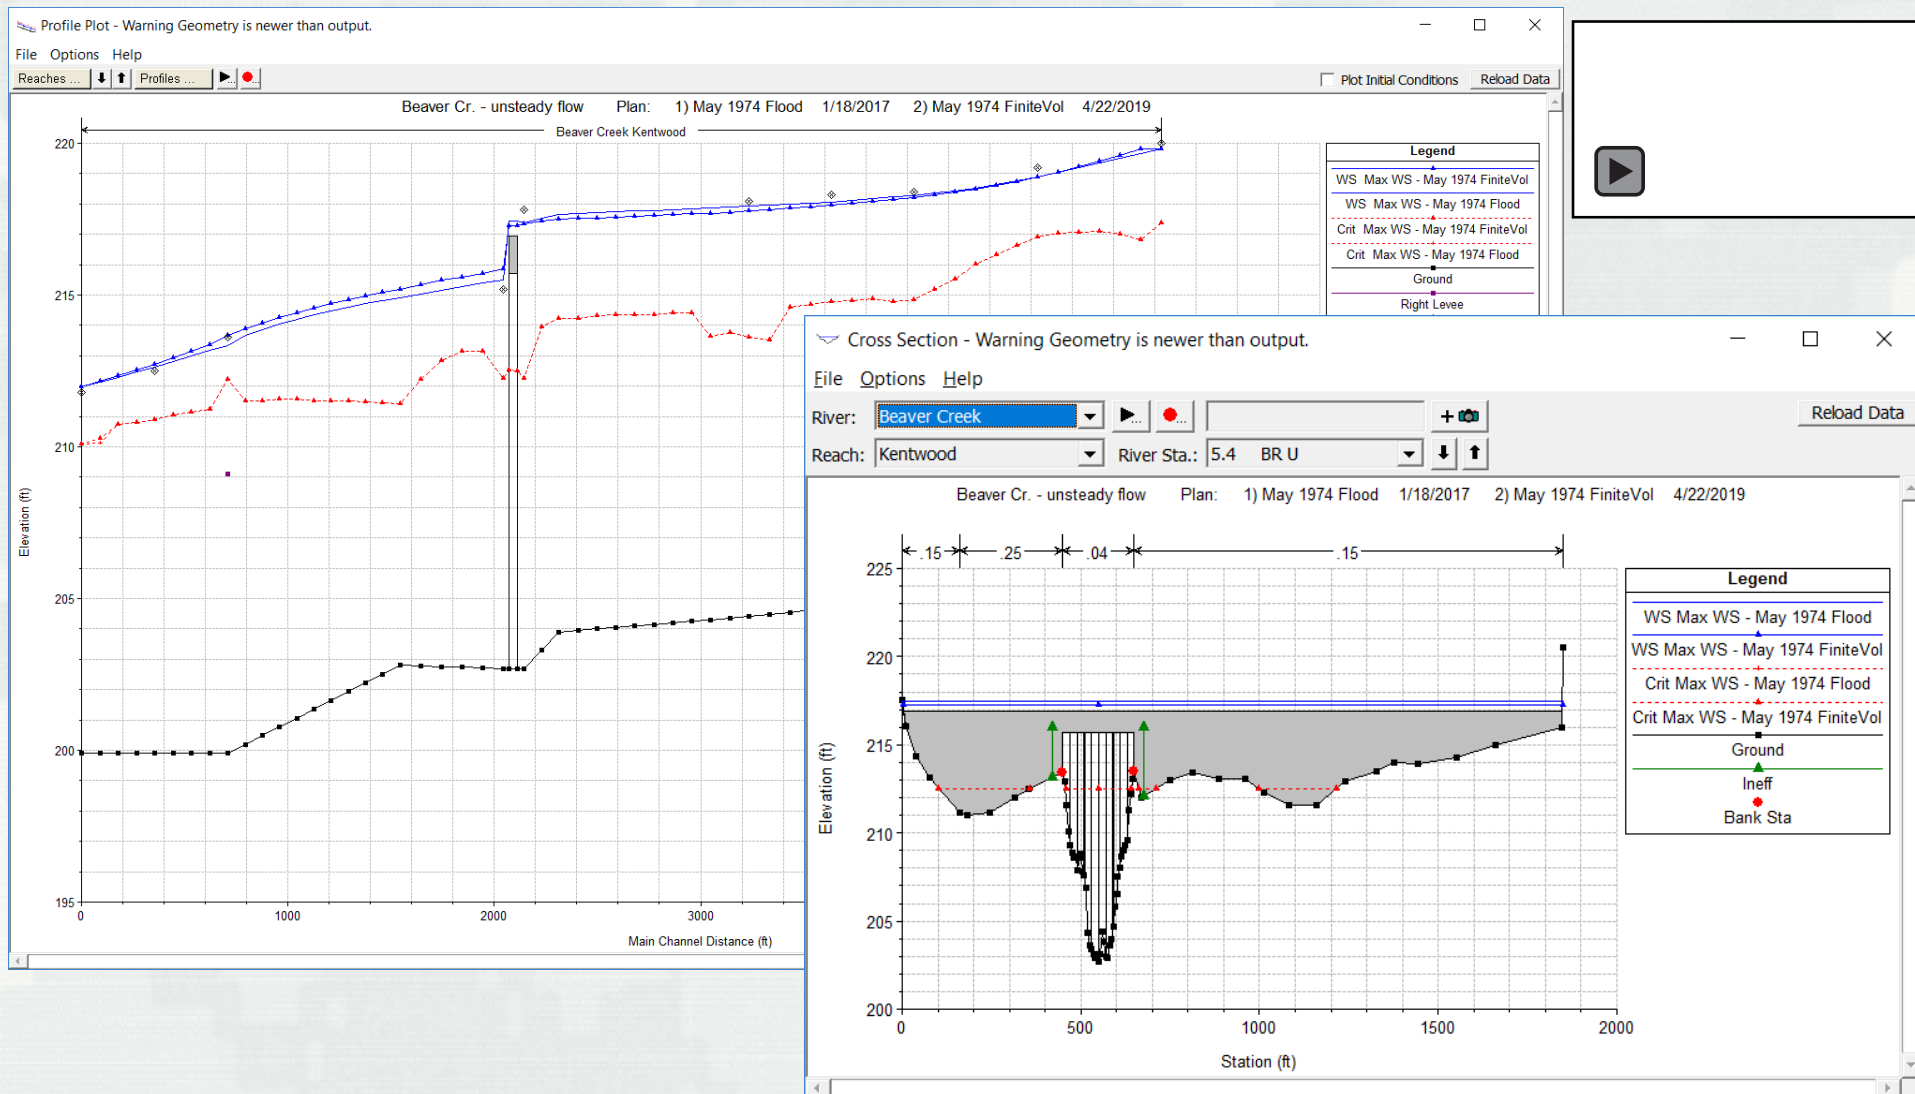 Profile Plot - Warning Geometry is newer than output.
File Options Help
Reaches ... Profiles ... Plot Initial Conditions Reload Data
Beaver Cr. - unsteady flow Plan: 1) May 1974 Flood 1/18/2017 2) May 1974 FiniteVol 4/22/2019
Beaver Creek Kentwood
220
215
210
205
200
195
Elevation (ft)
0 1000 2000 3000
Main Channel Distance (ft)
Legend
WS Max WS - May 1974 FiniteVol
WS Max WS - May 1974 Flood
Crit Max WS - May 1974 FiniteVol
Crit Max WS - May 1974 Flood
Ground
Right Levee
Cross Section - Warning Geometry is newer than output.
File Options Help
River: Beaver Creek Reload Data
Reach: Kentwood River Sta.: 5.4 BR U
Beaver Cr. - unsteady flow Plan: 1) May 1974 Flood 1/18/2017 2) May 1974 FiniteVol 4/22/2019
.15 .25 .04 .15
225
220
215
210
205
200
Elevation (ft)
0 500 1000 1500 2000
Station (ft)
Legend
WS Max WS - May 1974 Flood
WS Max WS - May 1974 FiniteVol
Crit Max WS - May 1974 Flood
Crit Max WS - May 1974 FiniteVol
Ground
Ineff
Bank Sta